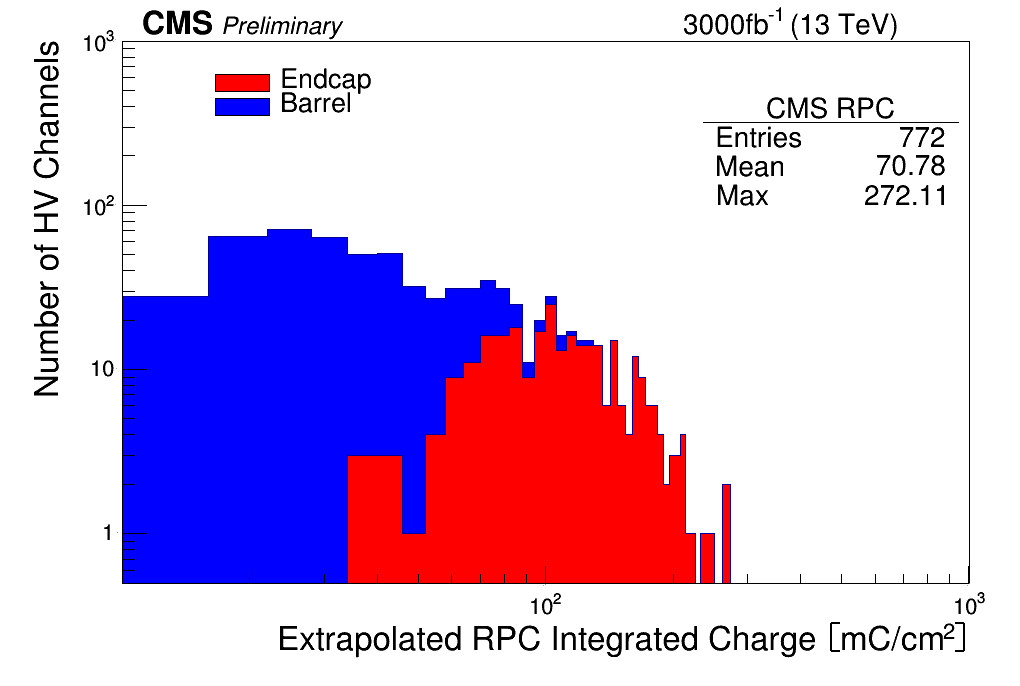 CMS Preliminary 3000fb⁻¹ (13 TeV)
Number of HV Channels
10³
10²
10
1
Endcap
Barrel
CMS RPC
Entries 772
Mean 70.78
Max 272.11
10² 10³
Extrapolated RPC Integrated Charge [mC/cm²]